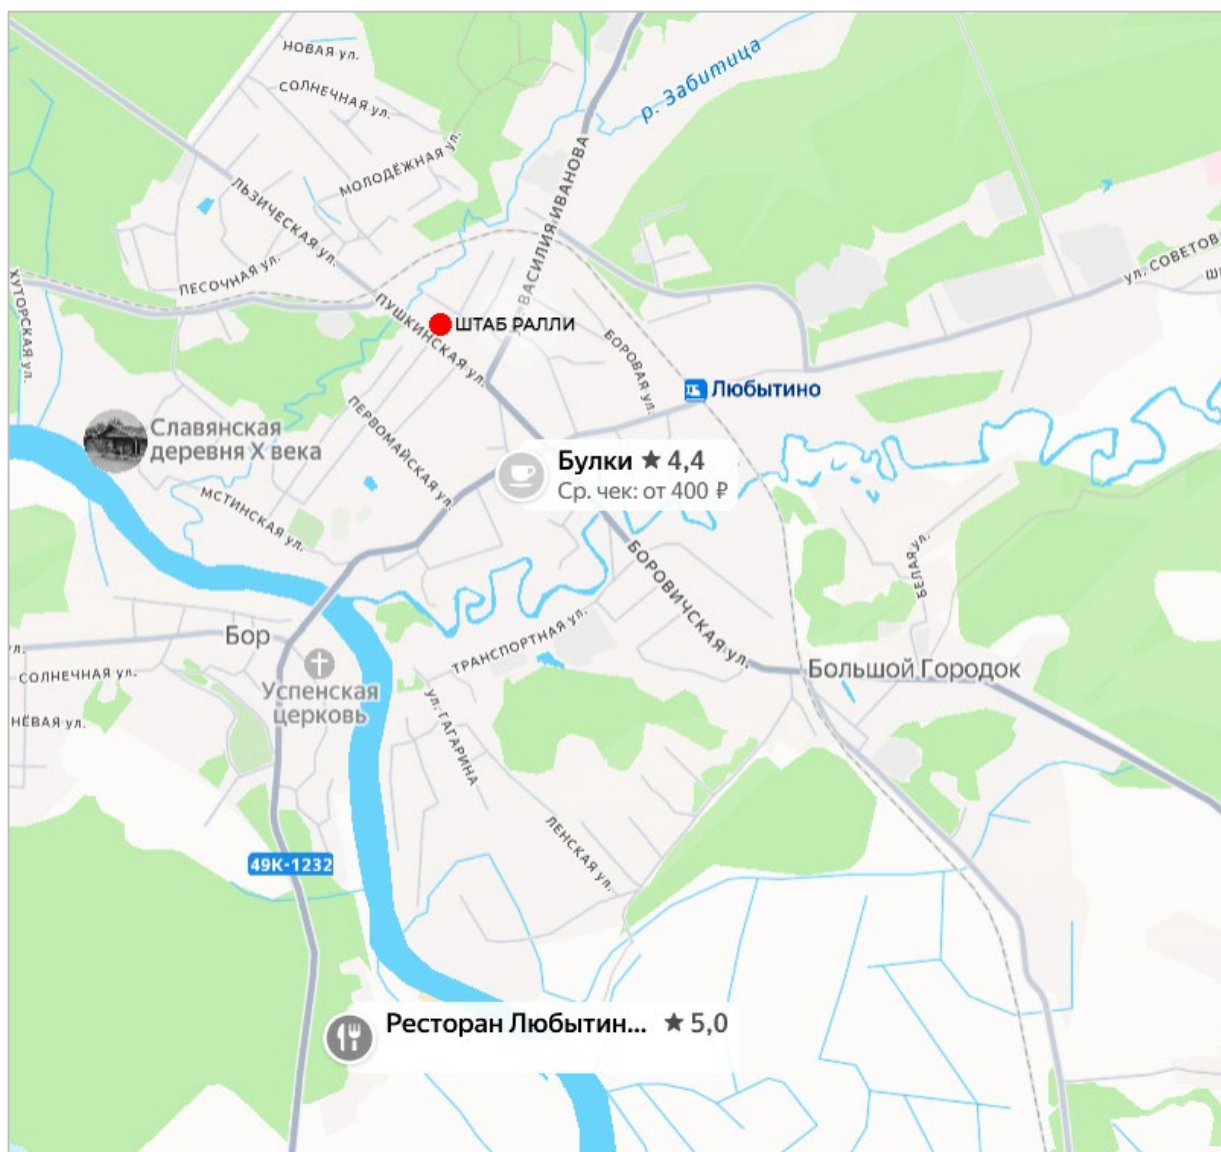 НОВАЯ ул.
р. Забитица
СОЛНЕЧНАЯ ул.
МОЛОДЁЖНАЯ ул.
ВАСИЛИЯ ИВАНОВА
ЛЬЗИЧЕСКАЯ ул.
ул. СОВЕТОВ
ПЕСОЧНАЯ ул.
ХУТОРСКАЯ ул.
ПУШКИНСКАЯ ул.
ШТАБ РАЛЛИ
БОРОВАЯ ул.
Любытино
ПЕРВОМАЙСКАЯ ул.
Славянская
деревня X века
Булки ★ 4,4
Ср. чек: от 400 ₽
МСТИНСКАЯ ул.
БОРОВИЧСКАЯ ул.
БЕЛАЯ ул.
Бор
ТРАНСПОРТНАЯ ул.
Большой Городок
СОЛНЕЧНАЯ ул.
Успенская
церковь
НЁВАЯ ул.
ул. ГАГАРИНА
ЛЕНСКАЯ ул.
49К-1232
Ресторан Любытин... ★ 5,0